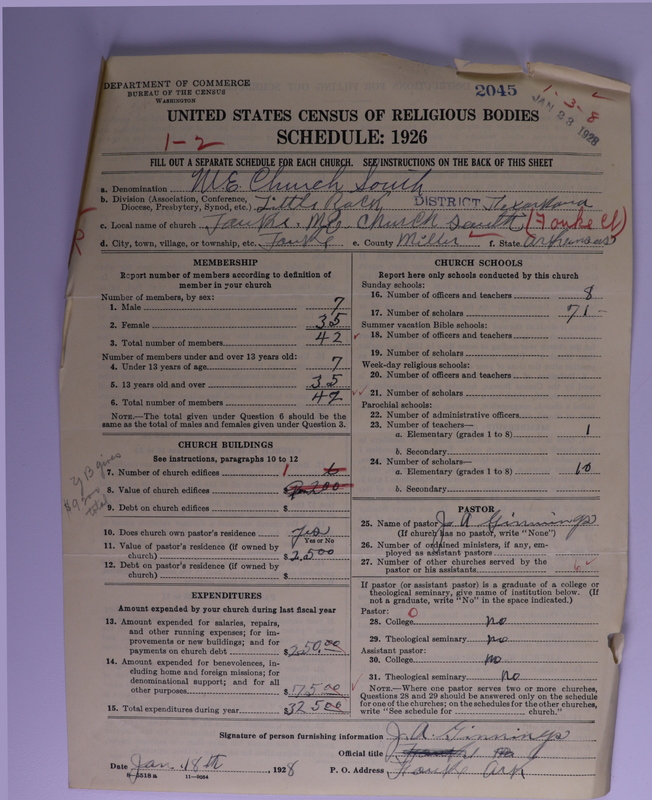 DEPARTMENT OF COMMERCE
BUREAU OF THE CENSUS
WASHINGTON
2045
1-3-8
JAN 23 1928
UNITED STATES CENSUS OF RELIGIOUS BODIES
1-2
SCHEDULE: 1926
FILL OUT A SEPARATE SCHEDULE FOR EACH CHURCH. SEE INSTRUCTIONS ON THE BACK OF THIS SHEET
a. Denomination M.E. Church South
b. Division (Association, Conference, Diocese, Presbytery, Synod, etc.) Little Rock DISTRICT Texarkana
c. Local name of church Fouke M.E. Church South (Fouke Ct)
d. City, town, village, or township, etc. Fouke e. County Miller f. State Arkansas
MEMBERSHIP
Report number of members according to definition of
member in your church
Number of members, by sex:
1. Male 7
2. Female 35
3. Total number of members 42
Number of members under and over 13 years old:
4. Under 13 years of age 7
5. 13 years old and over 35
6. Total number of members 42
NOTE.—The total given under Question 6 should be the
same as the total of males and females given under Question 3.
CHURCH BUILDINGS
See instructions, paragraphs 10 to 12
7. Number of church edifices 1
8. Value of church edifices
9. Debt on church edifices $
10. Does church own pastor's residence yes
Yes or No
11. Value of pastor's residence (if owned by
church) $2500
12. Debt on pastor's residence (if owned by
church) $
EXPENDITURES
Amount expended by your church during last fiscal year
13. Amount expended for salaries, repairs,
and other running expenses; for im-
provements or new buildings; and for
payments on church debt $250.00
14. Amount expended for benevolences, in-
cluding home and foreign missions; for
denominational support; and for all
other purposes $75.00
15. Total expenditures during year $325.00
CHURCH SCHOOLS
Report here only schools conducted by this church
Sunday schools:
16. Number of officers and teachers 8
17. Number of scholars 71
Summer vacation Bible schools:
18. Number of officers and teachers
19. Number of scholars
Week-day religious schools:
20. Number of officers and teachers
21. Number of scholars
Parochial schools:
22. Number of administrative officers
23. Number of teachers—
a. Elementary (grades 1 to 8) 1
b. Secondary
24. Number of scholars—
a. Elementary (grades 1 to 8) 10
b. Secondary
PASTOR
25. Name of pastor J A Ginnings
(If church has no pastor, write "None")
26. Number of ordained ministers, if any, em-
ployed as assistant pastors
27. Number of other churches served by the
pastor or his assistants 6
If pastor (or assistant pastor) is a graduate of a college or
theological seminary, give name of institution below. (If
not a graduate, write "No" in the space indicated.)
Pastor: 0
28. College No
29. Theological seminary No
Assistant pastor:
30. College No
31. Theological seminary No
NOTE.—Where one pastor serves two or more churches,
Questions 28 and 29 should be answered only on the schedule
for one of the churches; on the schedules for the other churches,
write "See schedule for church."
Signature of person furnishing information J A Ginnings
Official title
Date Jan. 18th, 1928 P. O. Address Fouke Ark
8-5518a 11-9034